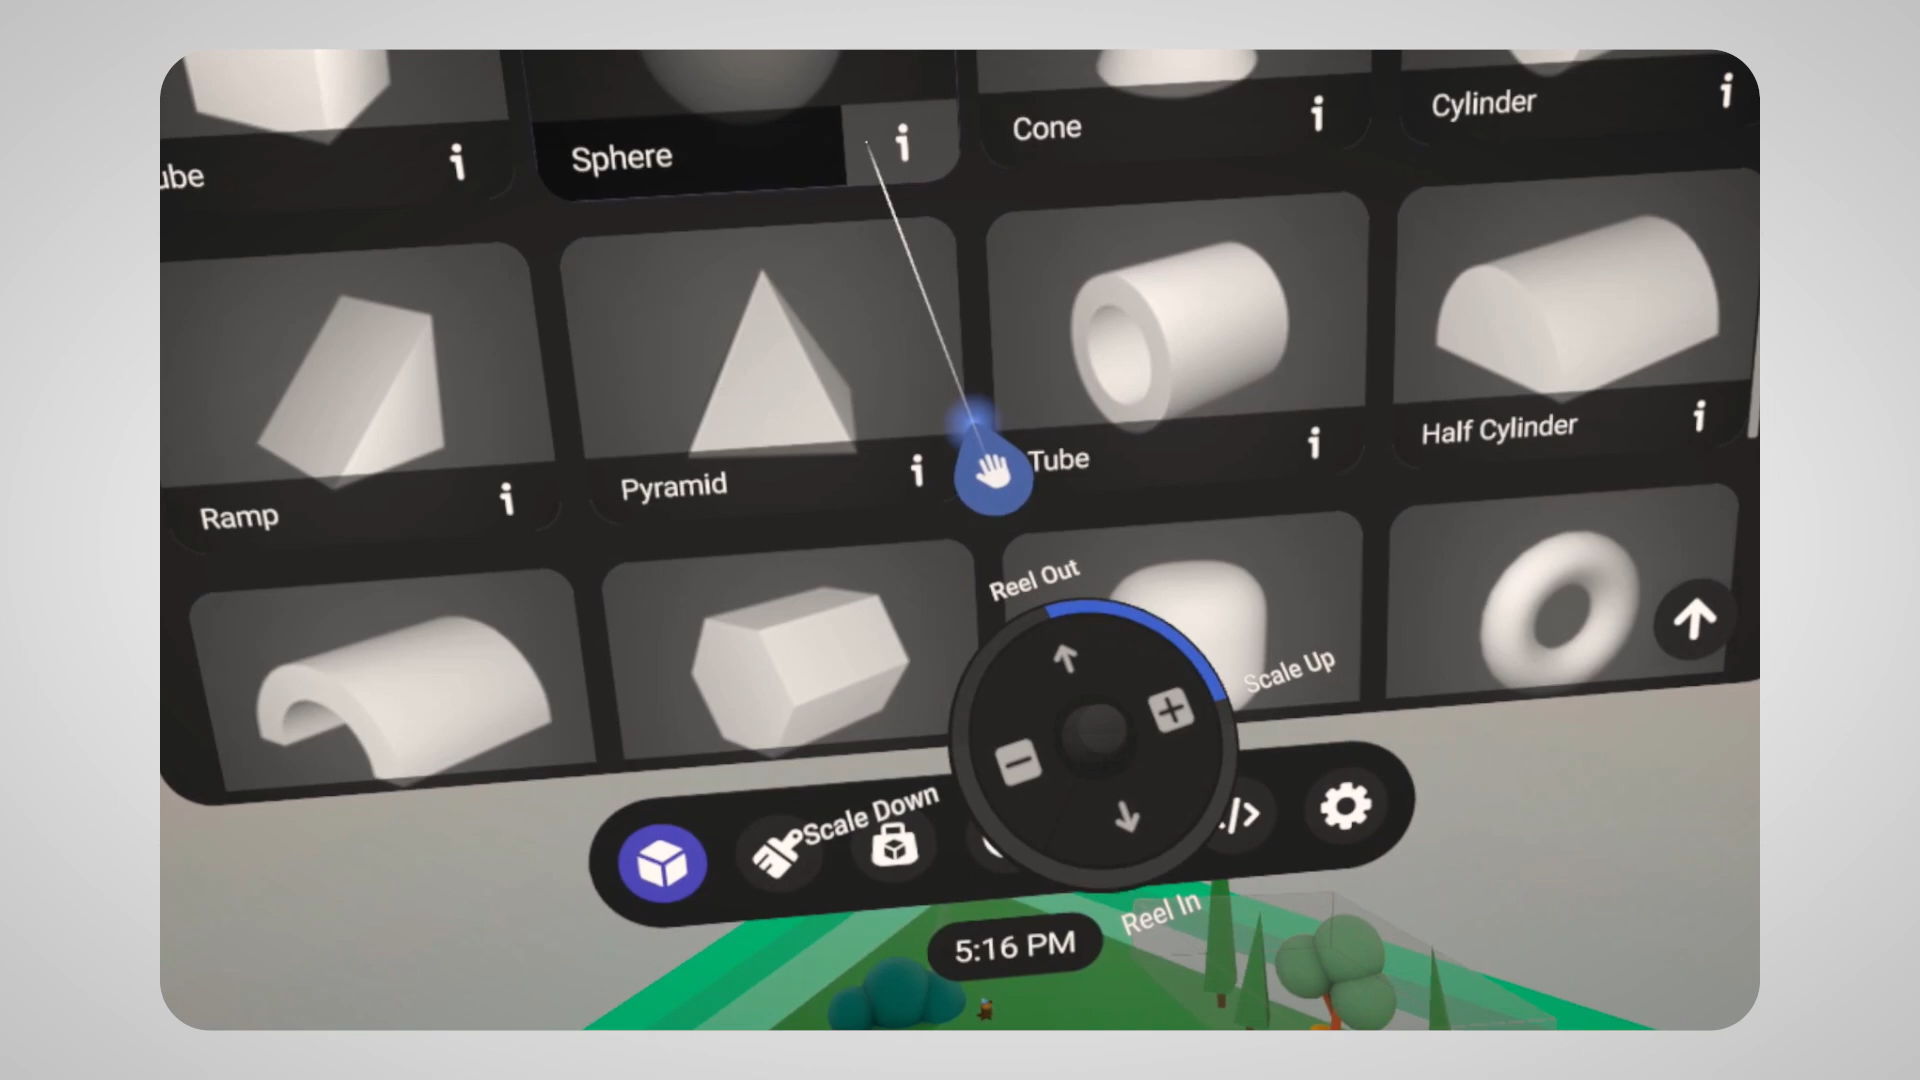 ube
Sphere
Cone
Cylinder
Ramp
Pyramid
Tube
Half Cylinder
Reel Out
Scale Up
Scale Down
Reel In
5:16 PM